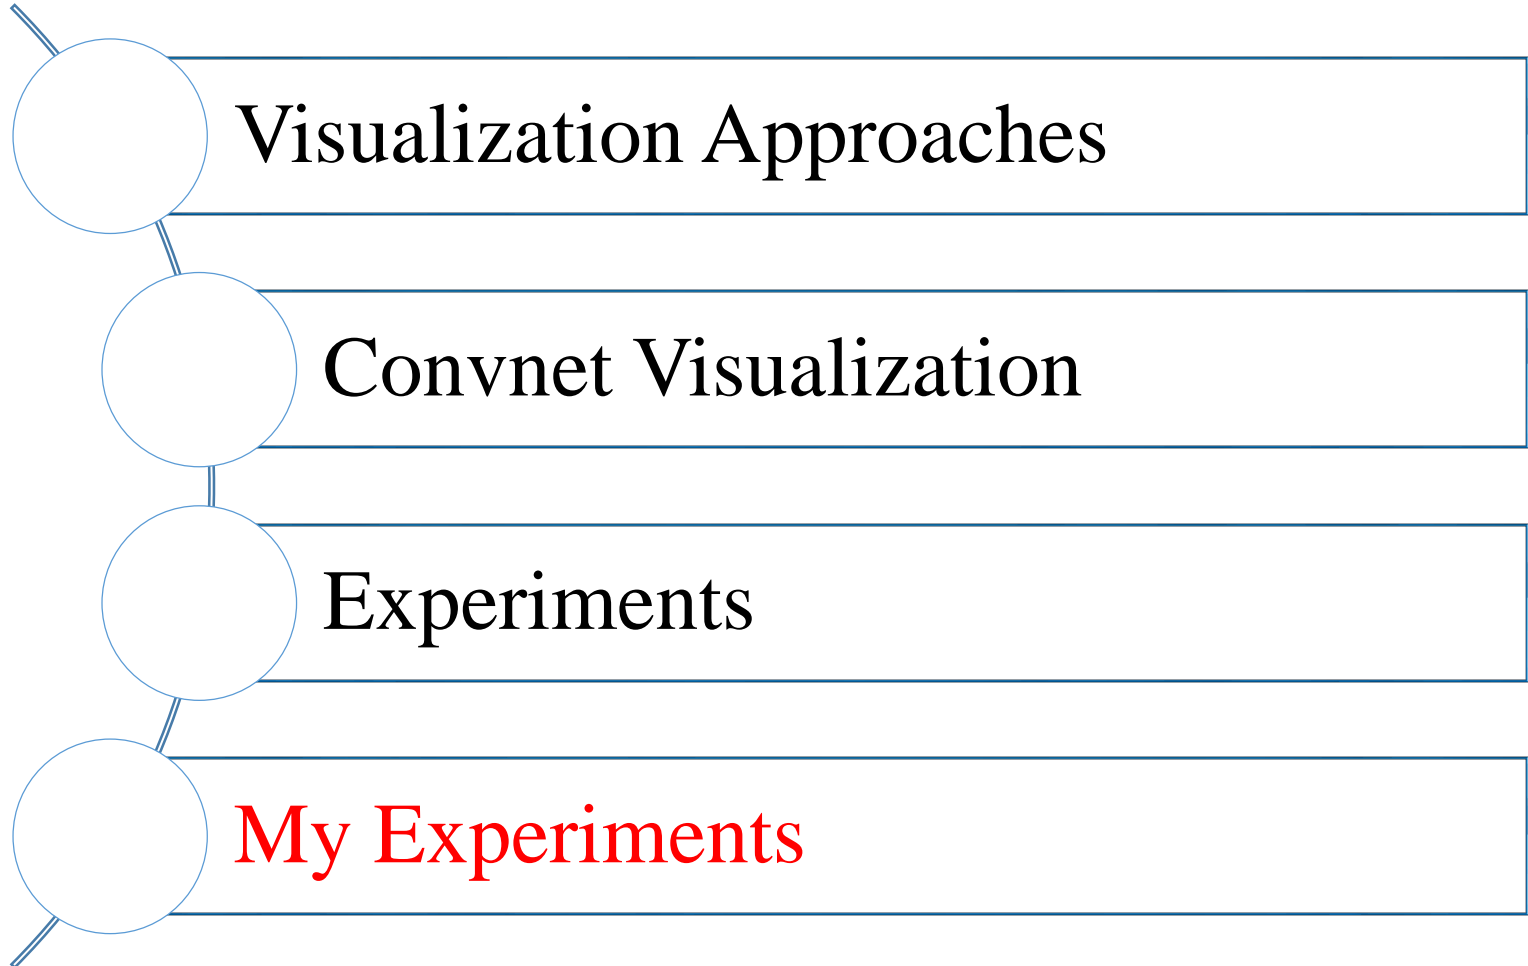 Visualization Approaches
Convnet Visualization
Experiments
My Experiments